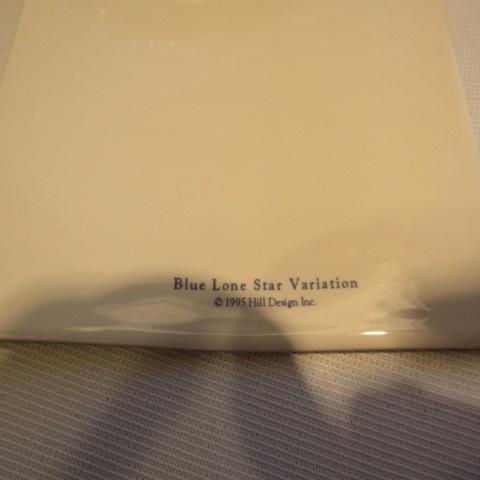 Blue Lone Star Variation
© 1995 Hill Design Inc.